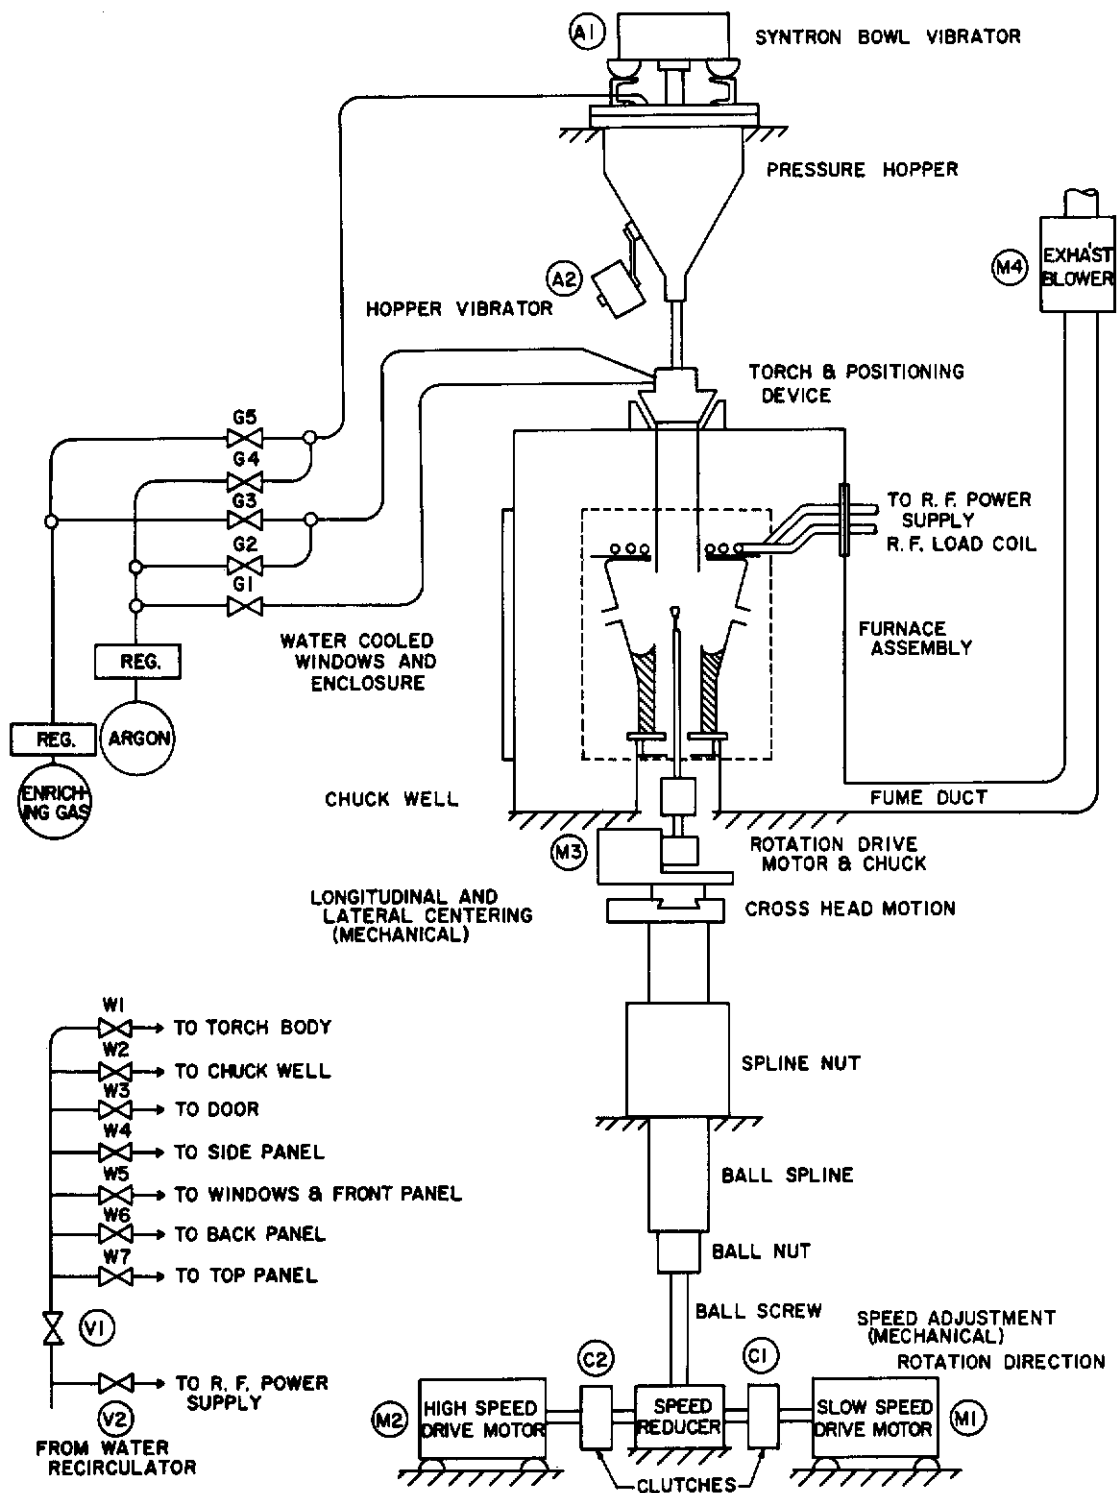 A1
SYNTRON BOWL VIBRATOR
PRESSURE HOPPER
M4
EXHA'ST
BLOWER
A2
HOPPER VIBRATOR
TORCH & POSITIONING
DEVICE
G5
G4
G3
G2
G1
TO R. F. POWER
SUPPLY
R. F. LOAD COIL
WATER COOLED
WINDOWS AND
ENCLOSURE
FURNACE
ASSEMBLY
REG.
ARGON
REG.
ENRICH-
ING GAS
CHUCK WELL
FUME DUCT
M3
ROTATION DRIVE
MOTOR & CHUCK
LONGITUDINAL AND
LATERAL CENTERING
(MECHANICAL)
CROSS HEAD MOTION
W1
TO TORCH BODY
W2
TO CHUCK WELL
W3
TO DOOR
W4
TO SIDE PANEL
W5
TO WINDOWS & FRONT PANEL
W6
TO BACK PANEL
W7
TO TOP PANEL
V1
TO R. F. POWER
SUPPLY
V2
FROM WATER
RECIRCULATOR
SPLINE NUT
BALL SPLINE
BALL NUT
BALL SCREW
SPEED ADJUSTMENT
(MECHANICAL)
ROTATION DIRECTION
C2
C1
M2
HIGH SPEED
DRIVE MOTOR
SPEED
REDUCER
SLOW SPEED
DRIVE MOTOR
M1
CLUTCHES